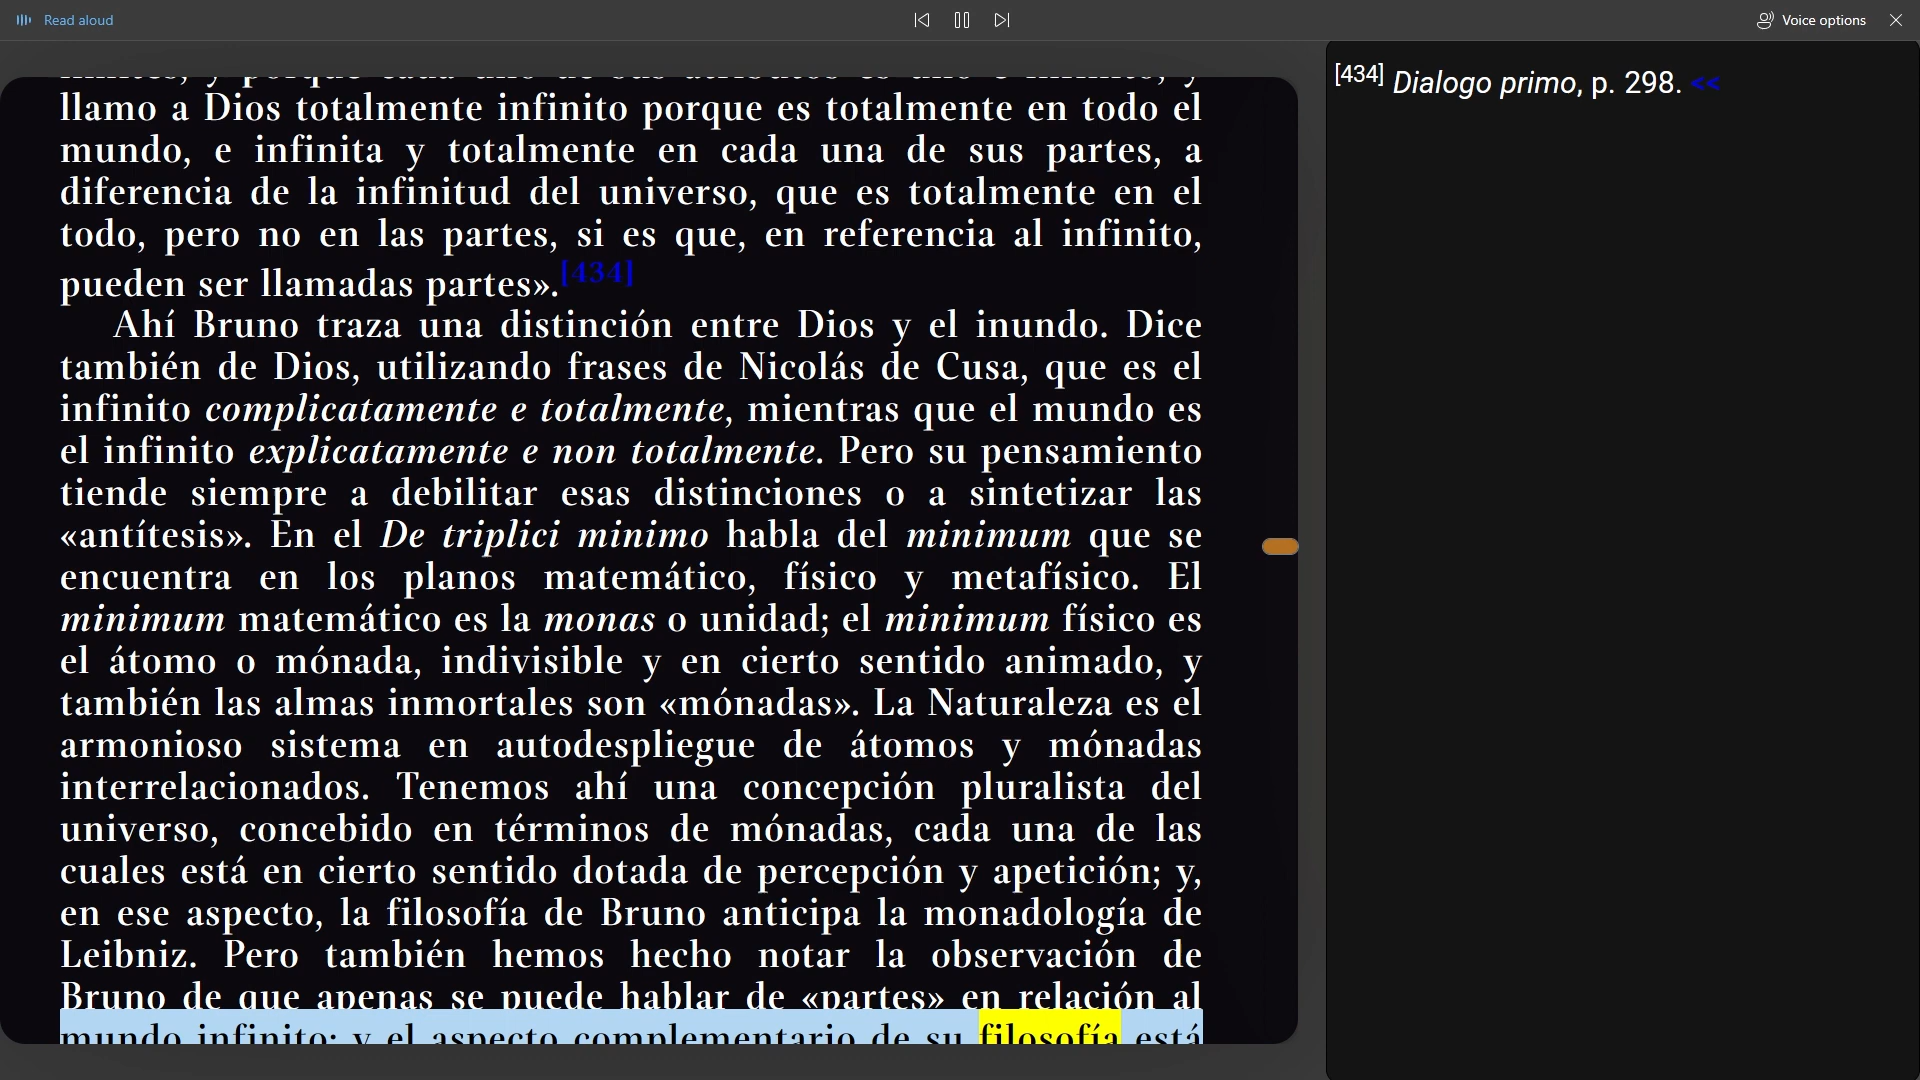 Read aloud
Voice options
llamo a Dios totalmente infinito porque es totalmente en todo el
mundo, e infinita y totalmente en cada una de sus partes, a
diferencia de la infinitud del universo, que es totalmente en el
todo, pero no en las partes, si es que, en referencia al infinito,
pueden ser llamadas partes».[434]
Ahí Bruno traza una distinción entre Dios y el inundo. Dice
también de Dios, utilizando frases de Nicolás de Cusa, que es el
infinito complicatamente e totalmente, mientras que el mundo es
el infinito explicatamente e non totalmente. Pero su pensamiento
tiende siempre a debilitar esas distinciones o a sintetizar las
«antítesis». En el De triplici minimo habla del minimum que se
encuentra en los planos matemático, físico y metafísico. El
minimum matemático es la monas o unidad; el minimum físico es
el átomo o mónada, indivisible y en cierto sentido animado, y
también las almas inmortales son «mónadas». La Naturaleza es el
armonioso sistema en autodespliegue de átomos y mónadas
interrelacionados. Tenemos ahí una concepción pluralista del
universo, concebido en términos de mónadas, cada una de las
cuales está en cierto sentido dotada de percepción y apetición; y,
en ese aspecto, la filosofía de Bruno anticipa la monadología de
Leibniz. Pero también hemos hecho notar la observación de
Bruno de que apenas se puede hablar de «partes» en relación al
mundo infinito; y el aspecto complementario de su filosofía está
[434] Dialogo primo, p. 298. <<